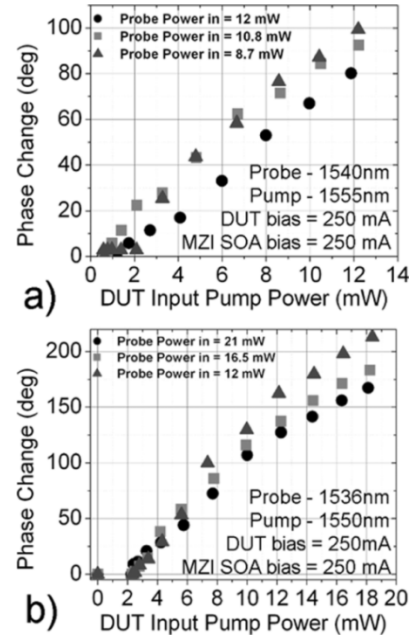 100
80
60
40
20
0
Phase Change (deg)
Probe Power in = 12 mW
Probe Power in = 10.8 mW
Probe Power in = 8.7 mW
Probe - 1540nm
Pump - 1555nm
DUT bias = 250 mA
MZI SOA bias = 250 mA
0 2 4 6 8 10 12 14
a)
DUT Input Pump Power (mW)
200
150
100
50
0
Phase Change (deg)
Probe Power in = 21 mW
Probe Power in = 16.5 mW
Probe Power in = 12 mW
Probe - 1536nm
Pump - 1550nm
DUT bias = 250mA
MZI SOA bias = 250 mA
0 2 4 6 8 10 12 14 16 18 20
b)
DUT Input Pump Power (mW)